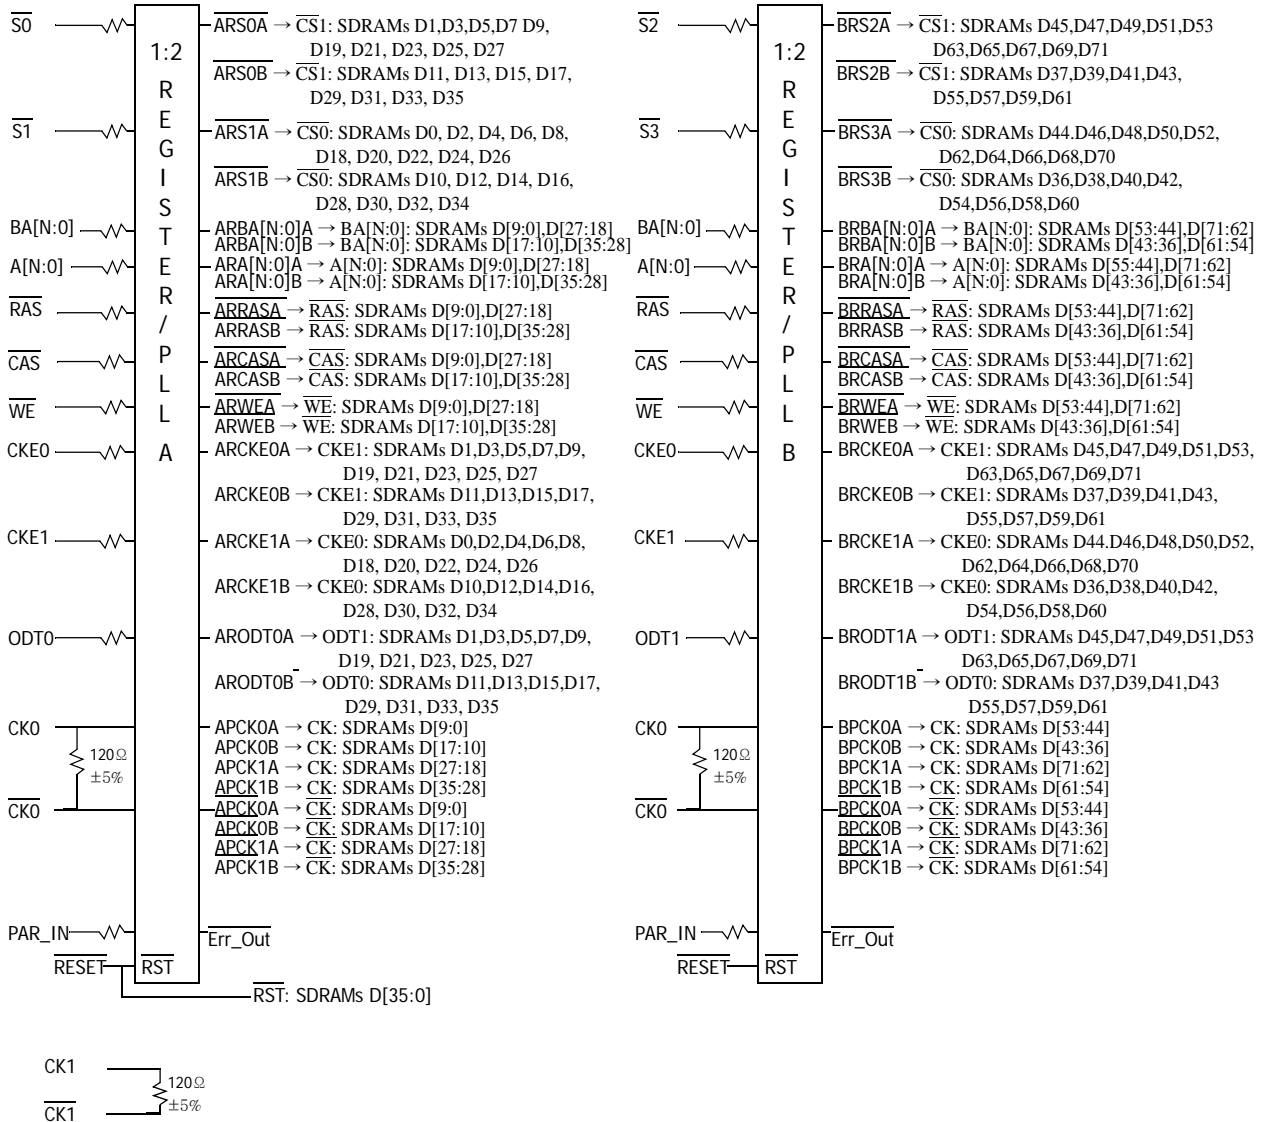 S0
ARS0A → CS1: SDRAMs D1,D3,D5,D7 D9,
D19, D21, D23, D25, D27
ARS0B → CS1: SDRAMs D11, D13, D15, D17,
D29, D31, D33, D35
S1
ARS1A → CS0: SDRAMs D0, D2, D4, D6, D8,
D18, D20, D22, D24, D26
ARS1B → CS0: SDRAMs D10, D12, D14, D16,
D28, D30, D32, D34
BA[N:0]
ARBA[N:0]A → BA[N:0]: SDRAMs D[9:0],D[27:18]
ARBA[N:0]B → BA[N:0]: SDRAMs D[17:10],D[35:28]
A[N:0]
ARA[N:0]A → A[N:0]: SDRAMs D[9:0],D[27:18]
ARA[N:0]B → A[N:0]: SDRAMs D[17:10],D[35:28]
RAS
ARRASA → RAS: SDRAMs D[9:0],D[27:18]
ARRASB → RAS: SDRAMs D[17:10],D[35:28]
CAS
ARCASA → CAS: SDRAMs D[9:0],D[27:18]
ARCASB → CAS: SDRAMs D[17:10],D[35:28]
WE
ARWEA → WE: SDRAMs D[9:0],D[27:18]
ARWEB → WE: SDRAMs D[17:10],D[35:28]
CKE0
ARCKE0A → CKE1: SDRAMs D1,D3,D5,D7,D9,
D19, D21, D23, D25, D27
ARCKE0B → CKE1: SDRAMs D11,D13,D15,D17,
D29, D31, D33, D35
CKE1
ARCKE1A → CKE0: SDRAMs D0,D2,D4,D6,D8,
D18, D20, D22, D24, D26
ARCKE1B → CKE0: SDRAMs D10,D12,D14,D16,
D28, D30, D32, D34
ODT0
ARODT0A → ODT1: SDRAMs D1,D3,D5,D7,D9,
D19, D21, D23, D25, D27
ARODT0B → ODT0: SDRAMs D11,D13,D15,D17,
D29, D31, D33, D35
CK0
120Ω
±5%
CK0
APCK0A → CK: SDRAMs D[9:0]
APCK0B → CK: SDRAMs D[17:10]
APCK1A → CK: SDRAMs D[27:18]
APCK1B → CK: SDRAMs D[35:28]
APCK0A → CK: SDRAMs D[9:0]
APCK0B → CK: SDRAMs D[17:10]
APCK1A → CK: SDRAMs D[27:18]
APCK1B → CK: SDRAMs D[35:28]
PAR_IN
Err_Out
RESET
RST
RST: SDRAMs D[35:0]
1:2
R
E
G
I
S
T
E
R
/
P
L
L
A
CK1
120Ω
±5%
CK1
S2
BRS2A → CS1: SDRAMs D45,D47,D49,D51,D53
D63,D65,D67,D69,D71
BRS2B → CS1: SDRAMs D37,D39,D41,D43,
D55,D57,D59,D61
S3
BRS3A → CS0: SDRAMs D44.D46,D48,D50,D52,
D62,D64,D66,D68,D70
BRS3B → CS0: SDRAMs D36,D38,D40,D42,
D54,D56,D58,D60
BA[N:0]
BRBA[N:0]A → BA[N:0]: SDRAMs D[53:44],D[71:62]
BRBA[N:0]B → BA[N:0]: SDRAMs D[43:36],D[61:54]
A[N:0]
BRA[N:0]A → A[N:0]: SDRAMs D[55:44],D[71:62]
BRA[N:0]B → A[N:0]: SDRAMs D[43:36],D[61:54]
RAS
BRRASA → RAS: SDRAMs D[53:44],D[71:62]
BRRASB → RAS: SDRAMs D[43:36],D[61:54]
CAS
BRCASA → CAS: SDRAMs D[53:44],D[71:62]
BRCASB → CAS: SDRAMs D[43:36],D[61:54]
WE
BRWEA → WE: SDRAMs D[53:44],D[71:62]
BRWEB → WE: SDRAMs D[43:36],D[61:54]
CKE0
BRCKE0A → CKE1: SDRAMs D45,D47,D49,D51,D53,
D63,D65,D67,D69,D71
BRCKE0B → CKE1: SDRAMs D37,D39,D41,D43,
D55,D57,D59,D61
CKE1
BRCKE1A → CKE0: SDRAMs D44.D46,D48,D50,D52,
D62,D64,D66,D68,D70
BRCKE1B → CKE0: SDRAMs D36,D38,D40,D42,
D54,D56,D58,D60
ODT1
BRODT1A → ODT1: SDRAMs D45,D47,D49,D51,D53
D63,D65,D67,D69,D71
BRODT1B → ODT0: SDRAMs D37,D39,D41,D43
D55,D57,D59,D61
CK0
120Ω
±5%
CK0
BPCK0A → CK: SDRAMs D[53:44]
BPCK0B → CK: SDRAMs D[43:36]
BPCK1A → CK: SDRAMs D[71:62]
BPCK1B → CK: SDRAMs D[61:54]
BPCK0A → CK: SDRAMs D[53:44]
BPCK0B → CK: SDRAMs D[43:36]
BPCK1A → CK: SDRAMs D[71:62]
BPCK1B → CK: SDRAMs D[61:54]
PAR_IN
Err_Out
RESET
RST
1:2
R
E
G
I
S
T
E
R
/
P
L
L
B